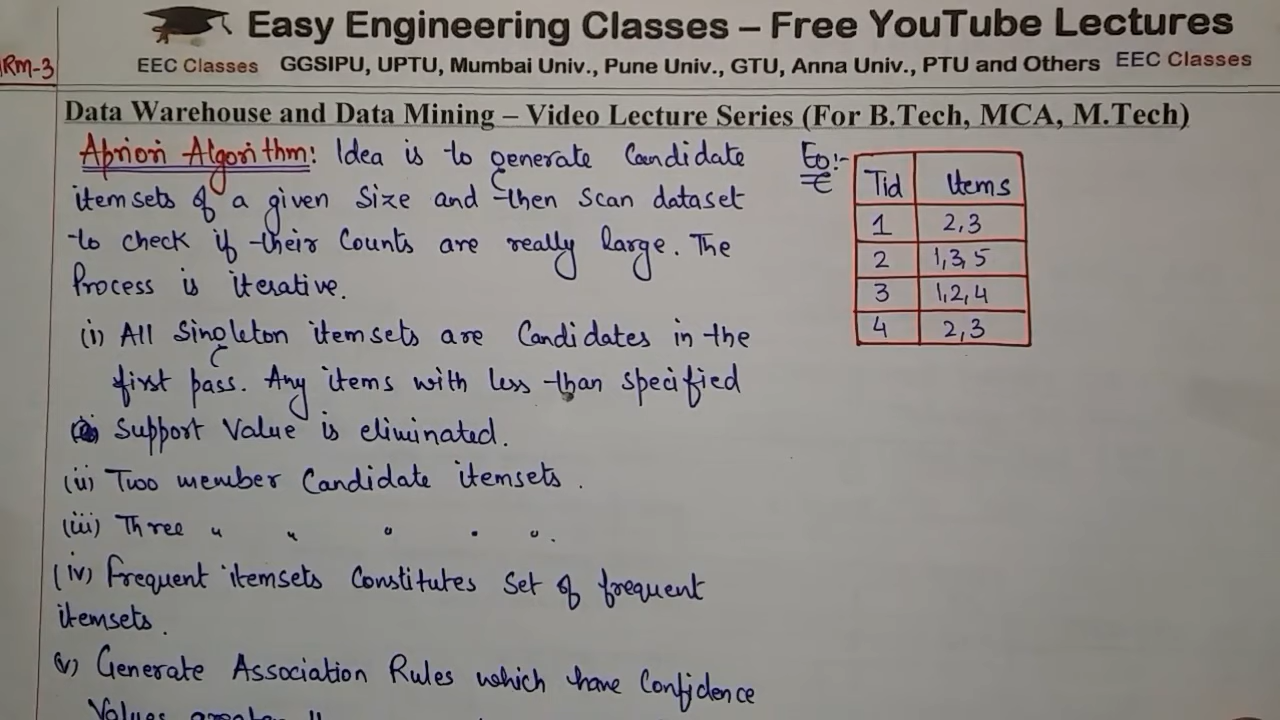 Easy Engineering Classes – Free YouTube Lectures
EEC Classes GGSIPU, UPTU, Mumbai Univ., Pune Univ., GTU, Anna Univ., PTU and Others EEC Classes
RM-3
Data Warehouse and Data Mining – Video Lecture Series (For B.Tech, MCA, M.Tech)
Apriori Algorithm: Idea is to generate Candidate
itemsets of a given size and then scan dataset
to check if their Counts are really large. The
Process is iterative.
(i) All Singleton itemsets are Candidates in the
first pass. Any items with less than specified
Support Value is eliminated.
(ii) Two member Candidate itemsets.
(iii) Three " " " " ".
(iv) Frequent itemsets Constitutes Set of frequent
itemsets.
(v) Generate Association Rules which have Confidence
Values greater
Eg:-
Tid Items
1 2,3
2 1,3,5
3 1,2,4
4 2,3